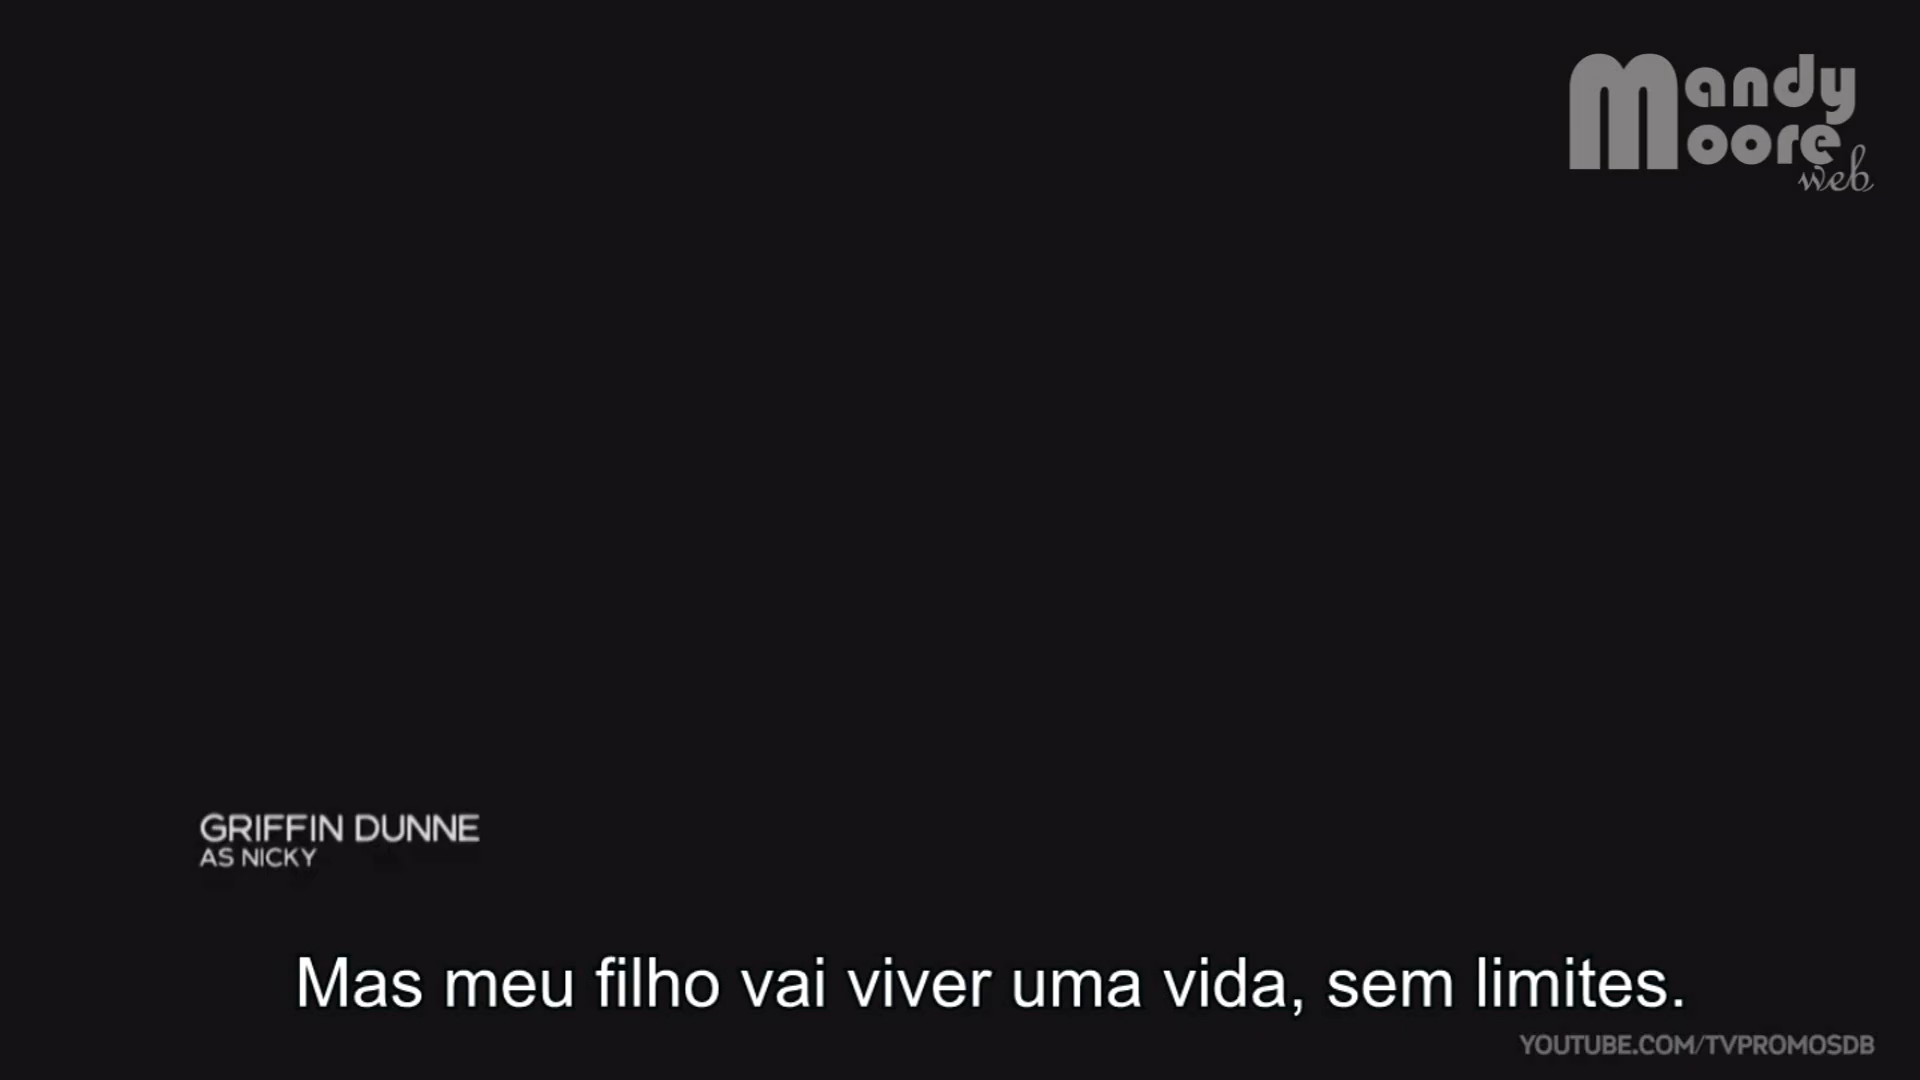 Mandy
Moore
web
GRIFFIN DUNNE
AS NICKY
Mas meu filho vai viver uma vida, sem limites.
YOUTUBE.COM/TVPROMOSDB